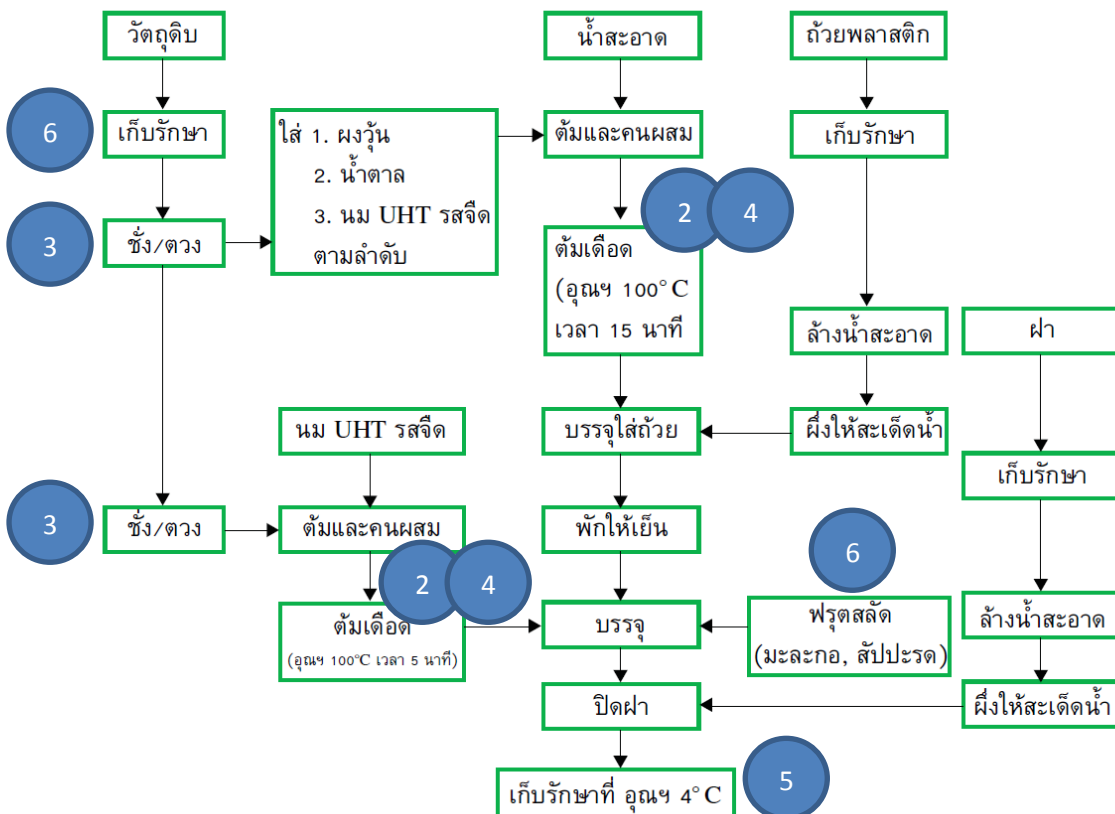 วัตถุดิบ
น้ำสะอาด
ถ้วยพลาสติก
6
เก็บรักษา
ใส่ 1. ผงวุ้น
2. น้ำตาล
3. นม UHT รสจืด
ตามลำดับ
ต้มและคนผสม
เก็บรักษา
3
ชั่ง/ตวง
2
4
ต้มเดือด
(อุณฯ 100°C
เวลา 15 นาที
ล้างน้ำสะอาด
ฝา
นม UHT รสจืด
บรรจุใส่ถ้วย
ผึ่งให้สะเด็ดน้ำ
เก็บรักษา
3
ชั่ง/ตวง
ต้มและคนผสม
พักให้เย็น
6
2
4
ต้มเดือด
(อุณฯ 100°C เวลา 5 นาที)
บรรจุ
ฟรุตสลัด
(มะละกอ, สัปปะรด)
ล้างน้ำสะอาด
ปิดฝา
ผึ่งให้สะเด็ดน้ำ
5
เก็บรักษาที่ อุณฯ 4°C